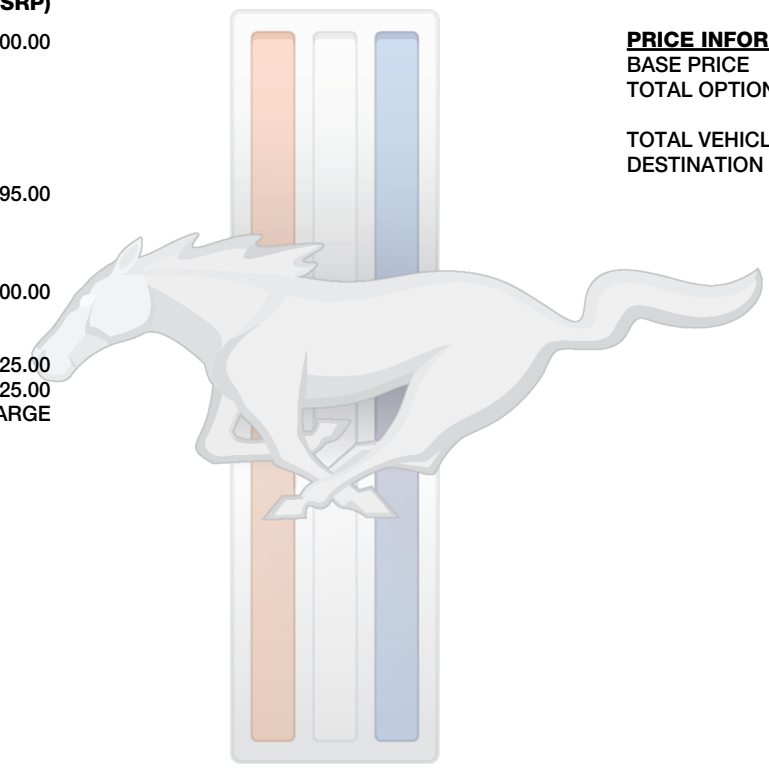 SRP)
00.00
95.00
00.00
25.00
25.00
ARGE
PRICE INFOR
BASE PRICE
TOTAL OPTION
TOTAL VEHICL
DESTINATION